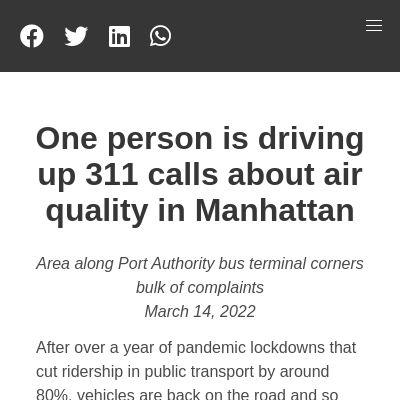 One person is driving
up 311 calls about air
quality in Manhattan
Area along Port Authority bus terminal corners
bulk of complaints
March 14, 2022
After over a year of pandemic lockdowns that
cut ridership in public transport by around
80%, vehicles are back on the road and so